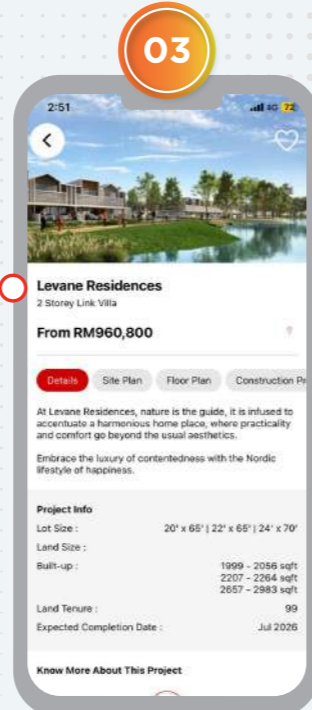 03
2:51
4G 72
Levane Residences
2 Storey Link Villa
From RM960,800
Details Site Plan Floor Plan Construction Pr
At Levane Residences, nature is the guide, it is infused to
accentuate a harmonious home place, where practicality
and comfort go beyond the usual aesthetics.
Embrace the luxury of contentedness with the Nordic
lifestyle of happiness.
Project Info
Lot Size : 20' x 65' | 22' x 65' | 24' x 70'
Land Size :
Built-up : 1999 - 2056 sqft
2207 - 2264 sqft
2657 - 2983 sqft
Land Tenure : 99
Expected Completion Date : Jul 2026
Know More About This Project